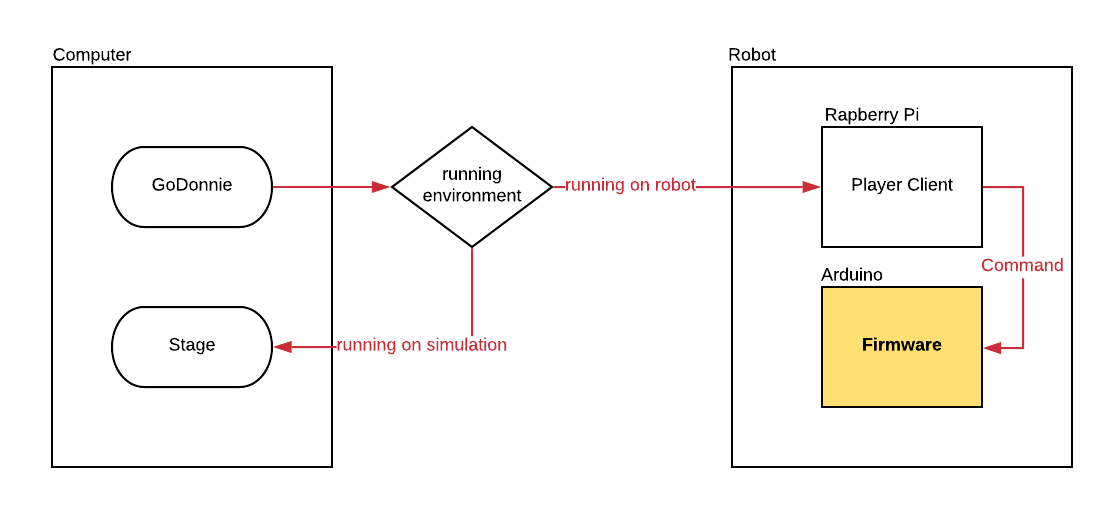 Computer
Robot
Rapberry Pi
GoDonnie
running
environment
running on robot
Player Client
Command
Arduino
Stage
running on simulation
Firmware